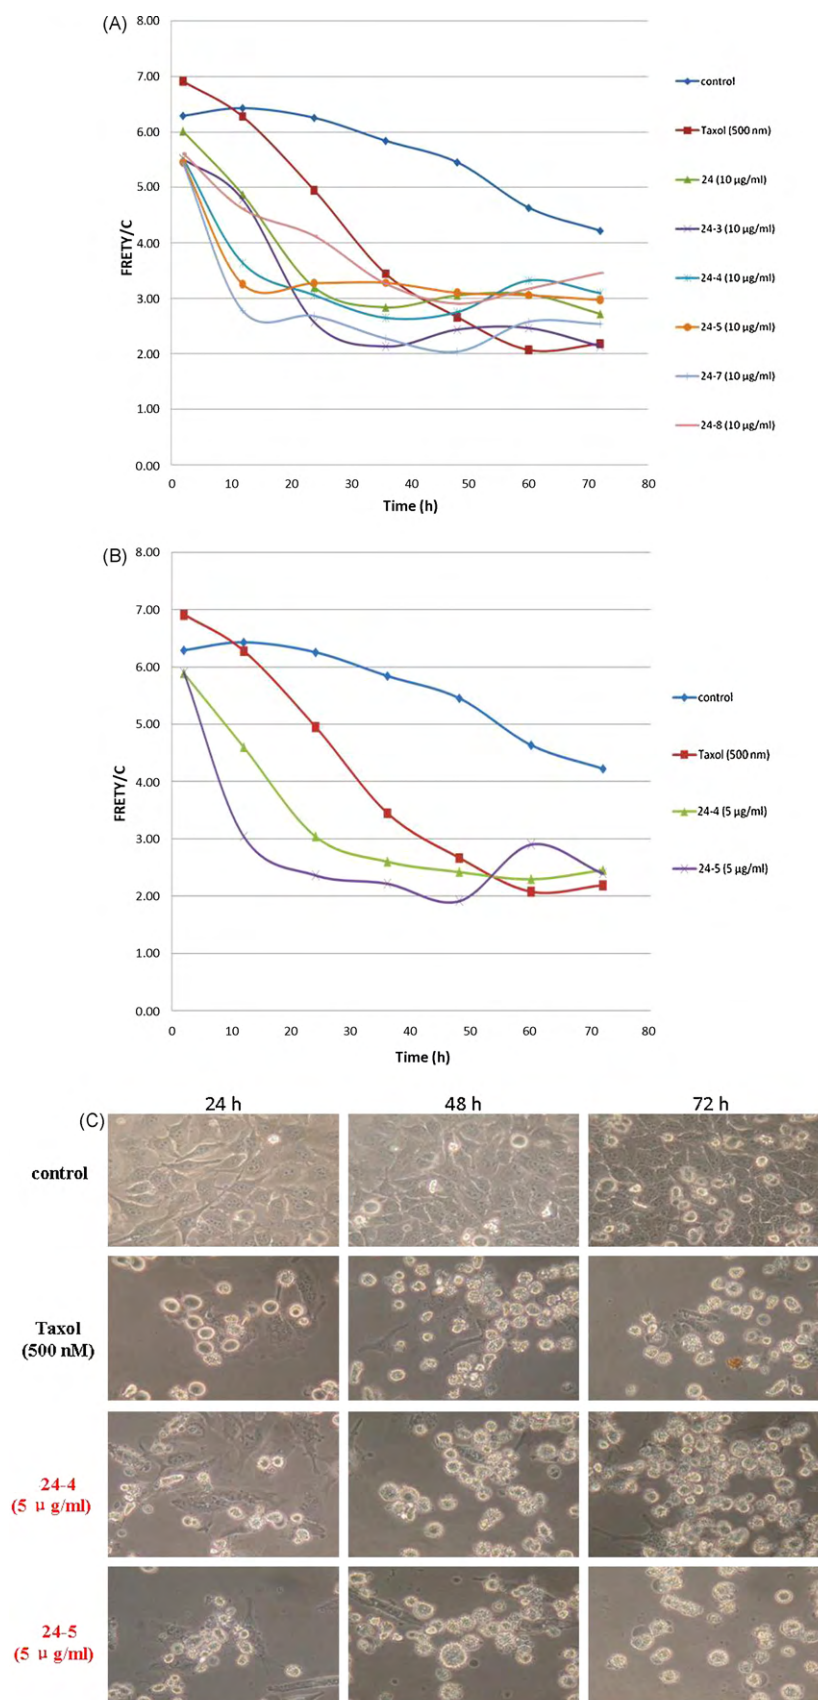 (A)
8.00
7.00
6.00
5.00
4.00
3.00
2.00
1.00
0.00
FRETY/C
0 10 20 30 40 50 60 70 80
Time (h)
control
Taxol (500 nm)
24 (10 µg/ml)
24-3 (10 µg/ml)
24-4 (10 µg/ml)
24-5 (10 µg/ml)
24-7 (10 µg/ml)
24-8 (10 µg/ml)
(B)
8.00
7.00
6.00
5.00
4.00
3.00
2.00
1.00
0.00
FRETY/C
0 10 20 30 40 50 60 70 80
Time (h)
control
Taxol (500 nm)
24-4 (5 µg/ml)
24-5 (5 µg/ml)
(C)
24 h 48 h 72 h
control
Taxol
(500 nM)
24-4
(5 μ g/ml)
24-5
(5 μ g/ml)